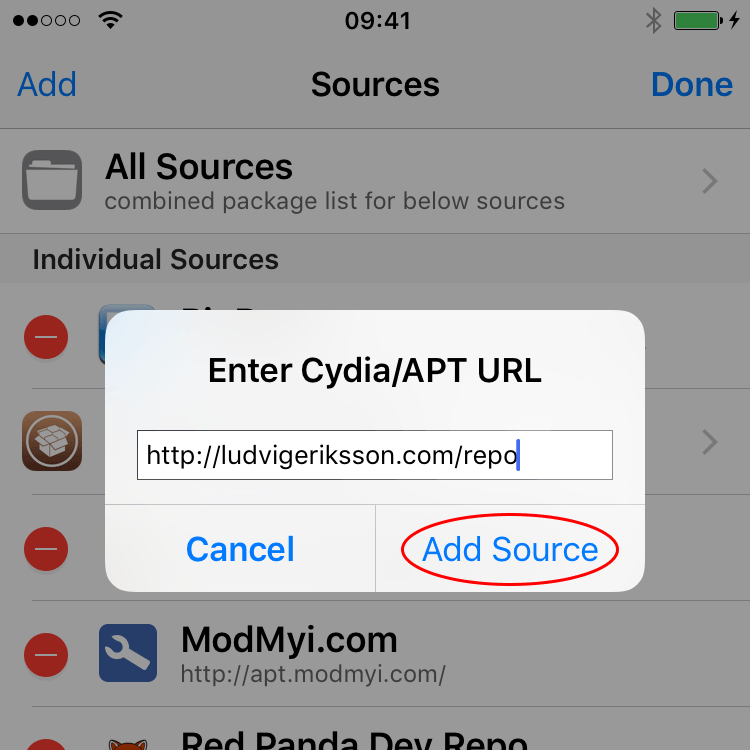 09:41
Add Sources Done
All Sources
combined package list for below sources
Individual Sources
Enter Cydia/APT URL
http://ludvigeriksson.com/repo
Cancel Add Source
ModMyi.com
http://apt.modmyi.com/
Red Panda Dev Repo